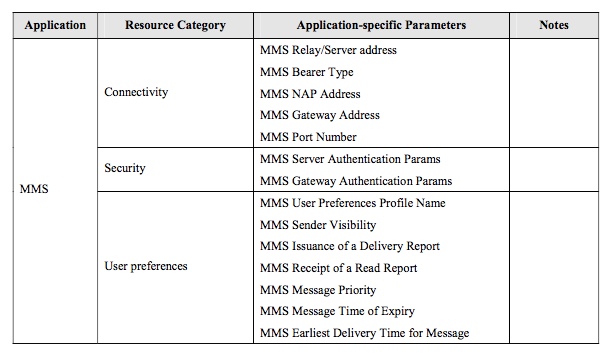 Application Resource Category Application-specific Parameters Notes
MMS
Connectivity
MMS Relay/Server address
MMS Bearer Type
MMS NAP Address
MMS Gateway Address
MMS Port Number
Security
MMS Server Authentication Params
MMS Gateway Authentication Params
User preferences
MMS User Preferences Profile Name
MMS Sender Visibility
MMS Issuance of a Delivery Report
MMS Receipt of a Read Report
MMS Message Priority
MMS Message Time of Expiry
MMS Earliest Delivery Time for Message